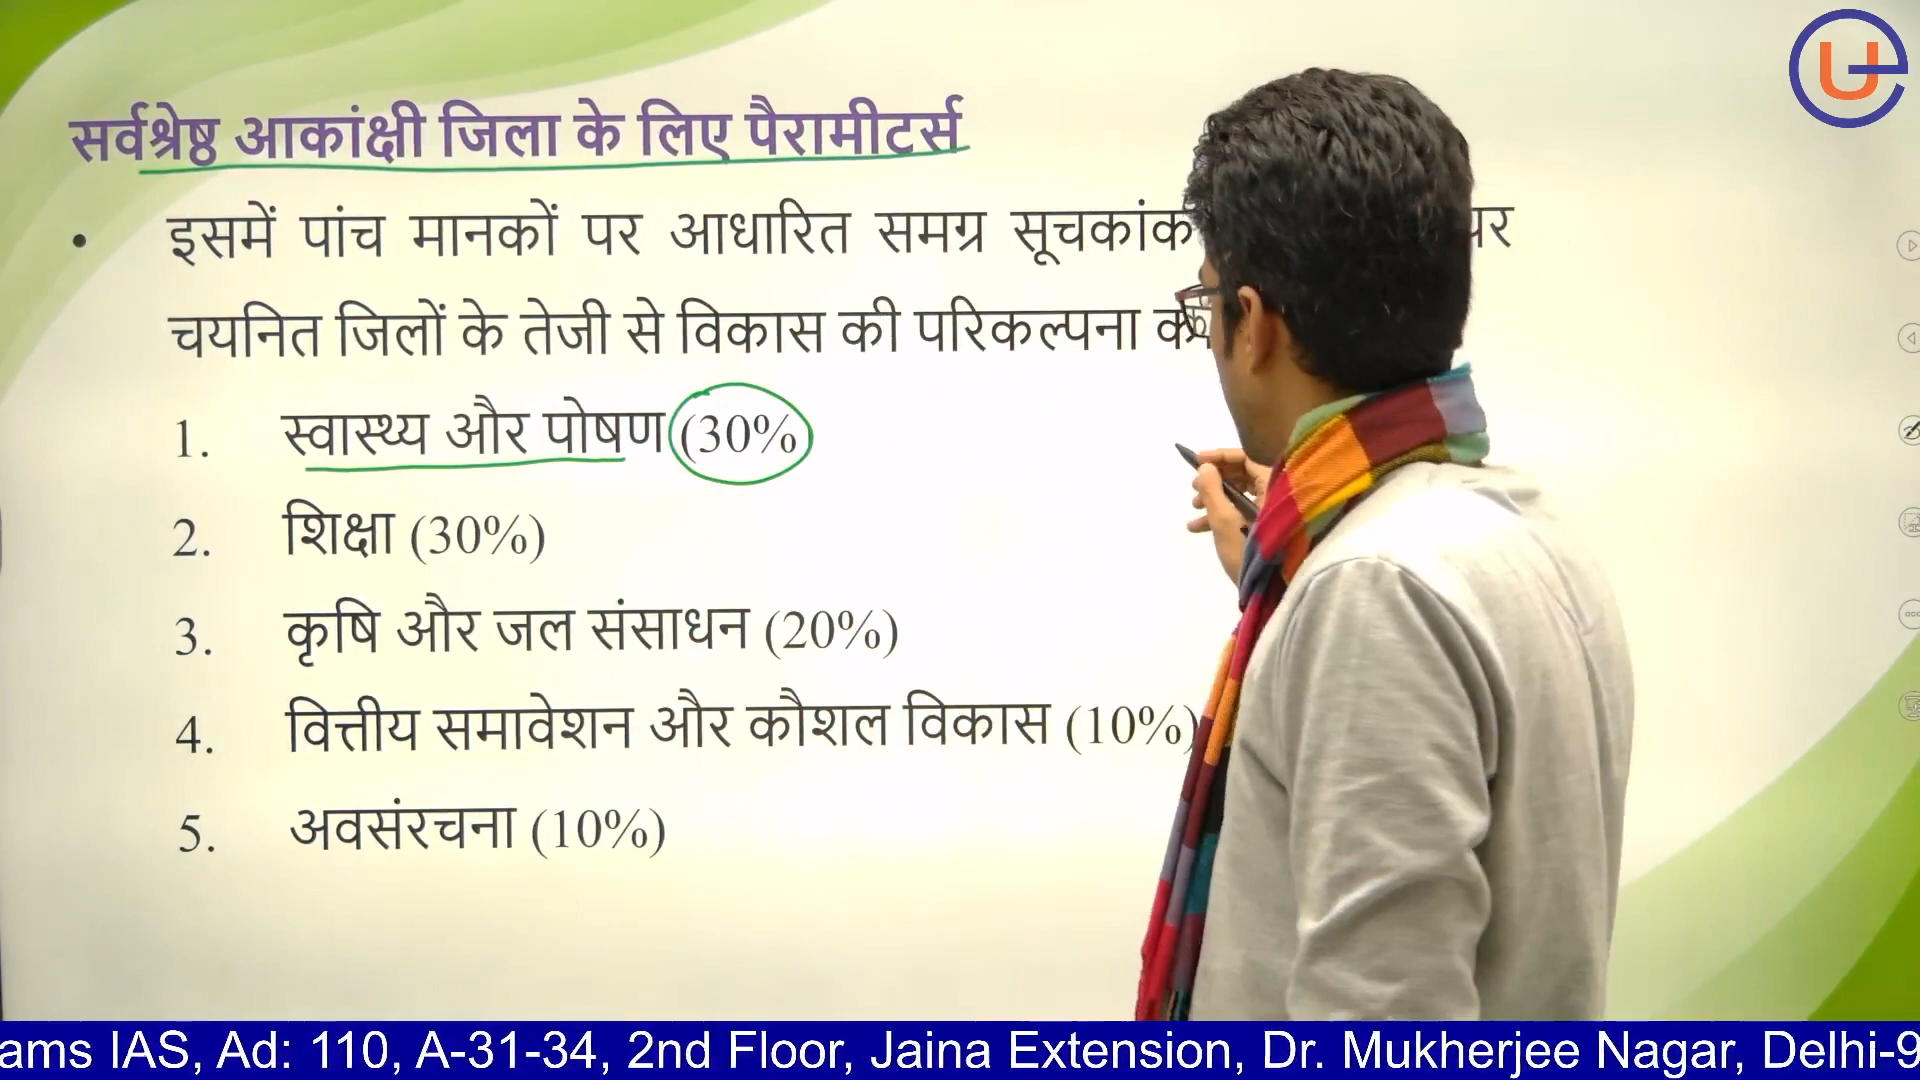 सर्वश्रेष्ठ आकांक्षी जिला के लिए पैरामीटर्स
• इसमें पांच मानकों पर आधारित समग्र सूचकांक पर
चयनित जिलों के तेजी से विकास की परिकल्पना
1. स्वास्थ्य और पोषण (30%
2. शिक्षा (30%)
3. कृषि और जल संसाधन (20%)
4. वित्तीय समावेशन और कौशल विकास (10%)
5. अवसंरचना (10%)
ams IAS, Ad: 110, A-31-34, 2nd Floor, Jaina Extension, Dr. Mukherjee Nagar, Delhi-9